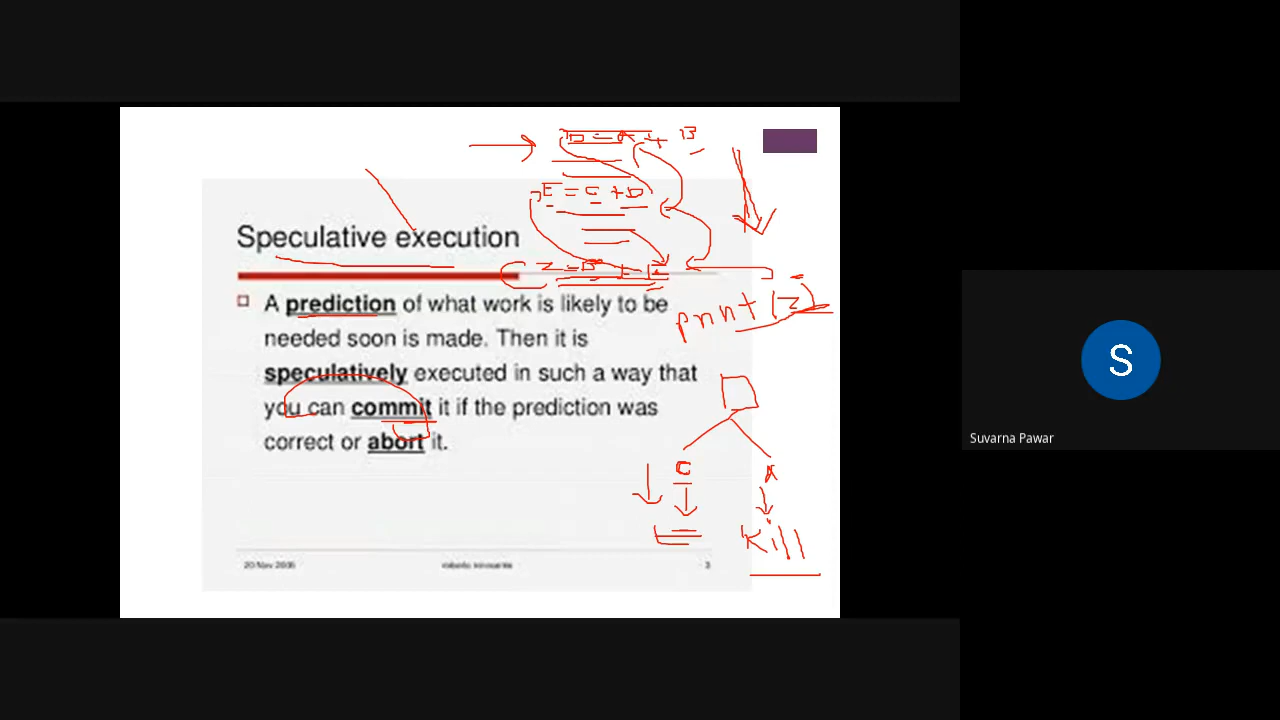 D = A + B
E = C + D
Speculative execution
Z = D + E
print (Z)
A prediction of what work is likely to be
needed soon is made. Then it is
speculatively executed in such a way that
you can commit it if the prediction was
correct or abort it.
C A
kill
20 Nov 2006 3
S
Suvarna Pawar